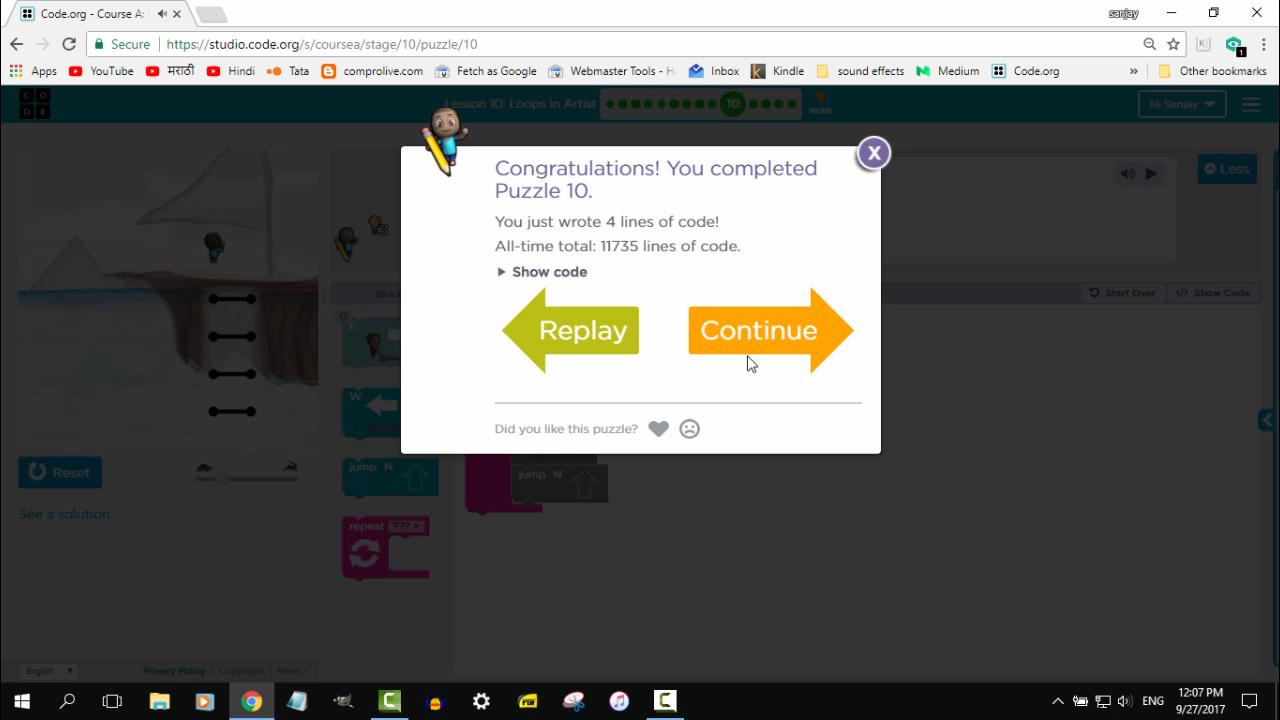 Code.org - Course A:
sanjay
Secure
https://studio.code.org/s/coursea/stage/10/puzzle/10
Apps
YouTube
मराठी
Hindi
Tata
comprolive.com
Fetch as Google
Webmaster Tools - H
Inbox
Kindle
sound effects
Medium
Code.org
»
Other bookmarks
C O
D E
Lesson 10: Loops in Artist
10
MORE
Hi Sanjay
Congratulations! You completed
Puzzle 10.
X
Less
You just wrote 4 lines of code!
All-time total: 11735 lines of code.
Show code
Bloc
Start Over
</> Show Code
E
Replay
Continue
W
Did you like this puzzle?
Reset
jump N
jump N
See a solution
repeat ???
English
Privacy Policy
Copyright
More
ENG
12:07 PM
9/27/2017